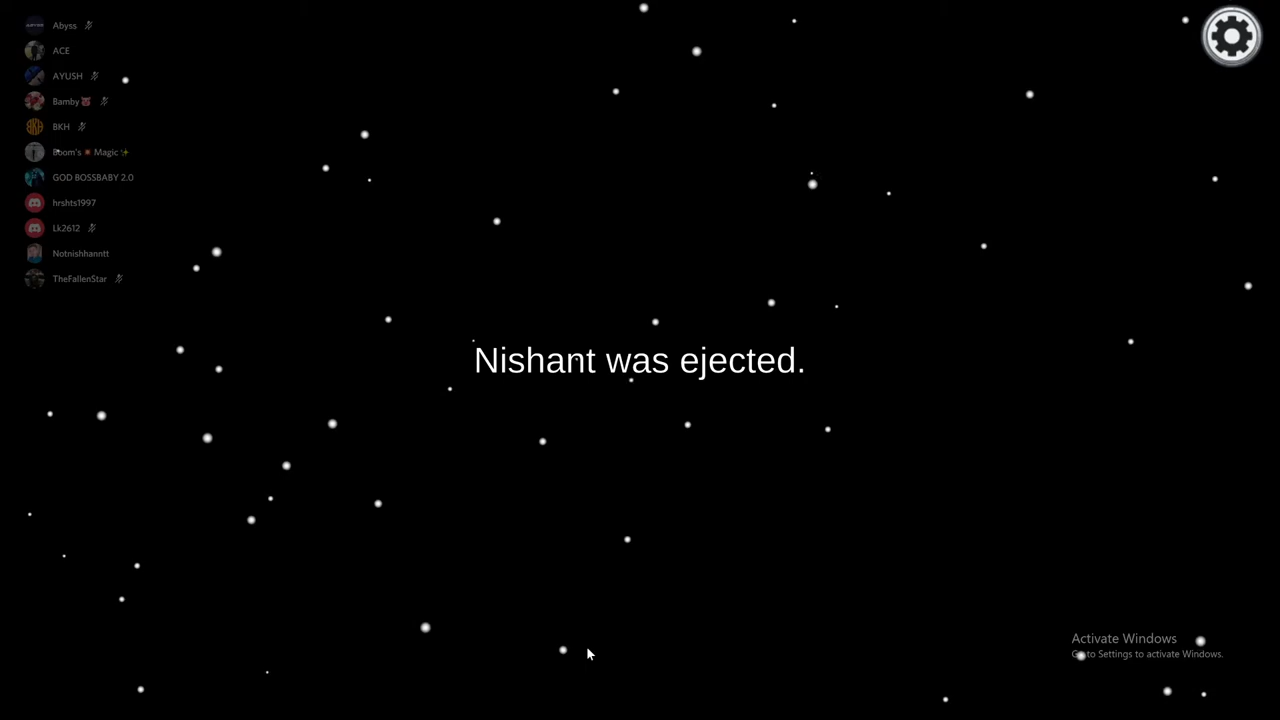 Abyss
ACE
AYUSH
Bamby
BKH
Boom's Magic
GOD BOSSBABY 2.0
hrshts1997
Lk2612
Notnishhanntt
TheFallenStar
Nishant was ejected.
Activate Windows
Go to Settings to activate Windows.